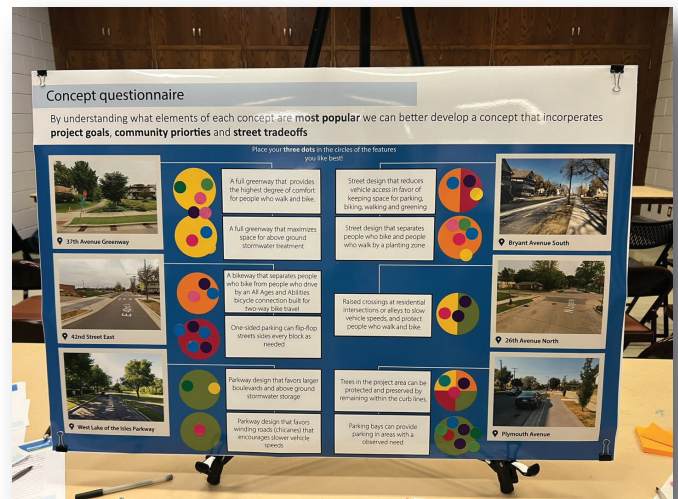 Concept questionnaire
By understanding what elements of each concept are most popular we can better develop a concept that incorperates
project goals, community priorties and street tradeoffs
Place your three dots in the circles of the features
you like best!
37th Avenue Greenway
A full greenway that provides
the highest degree of comfort
for people who walk and bike.
A full greenway that maximizes
space for above ground
stormwater treatment
Street design that reduces
vehicle access in favor of
keeping space for parking,
biking, walking and greening
Street design that separates
people who bike and people
who walk by a planting zone
Bryant Avenue South
42nd Street East
A bikeway that separates people
who bike from people who drive
by an All Ages and Abilities
bicycle connection built for
two-way bike travel
One-sided parking can flip-flop
streets sides every block as
needed
Raised crossings at residential
intersections or alleys to slow
vehicle speeds, and protect
people who walk and bike
26th Avenue North
West Lake of the Isles Parkway
Parkway design that favors larger
boulevards and above ground
stormwater storage
Parkway design that favors
winding roads (chicanes) that
encourages slower vehicle
speeds
Trees in the project area can be
protected and preserved by
remaining within the curb lines.
Parking bays can provide
parking in areas with a
observed need
Plymouth Avenue